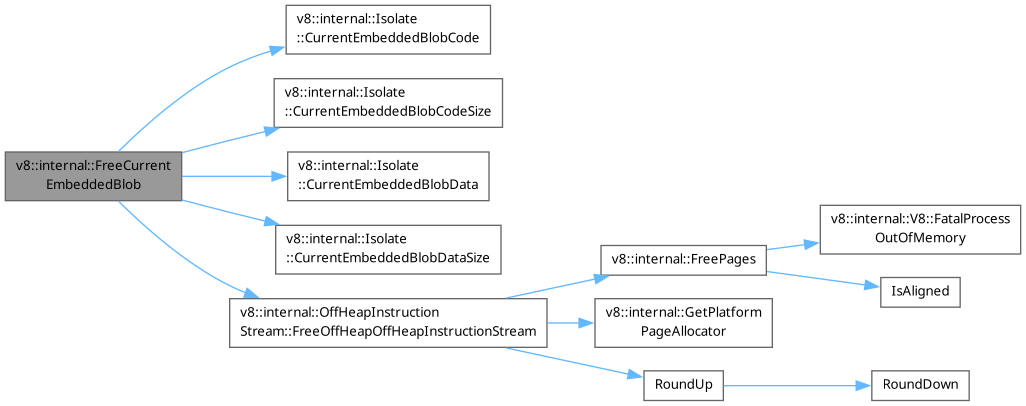 v8::internal::Isolate
::CurrentEmbeddedBlobCode
v8::internal::Isolate
::CurrentEmbeddedBlobCodeSize
v8::internal::FreeCurrent
EmbeddedBlob
v8::internal::Isolate
::CurrentEmbeddedBlobData
v8::internal::Isolate
::CurrentEmbeddedBlobDataSize
v8::internal::OffHeapInstruction
Stream::FreeOffHeapOffHeapInstructionStream
v8::internal::FreePages
v8::internal::V8::FatalProcess
OutOfMemory
IsAligned
v8::internal::GetPlatform
PageAllocator
RoundUp
RoundDown